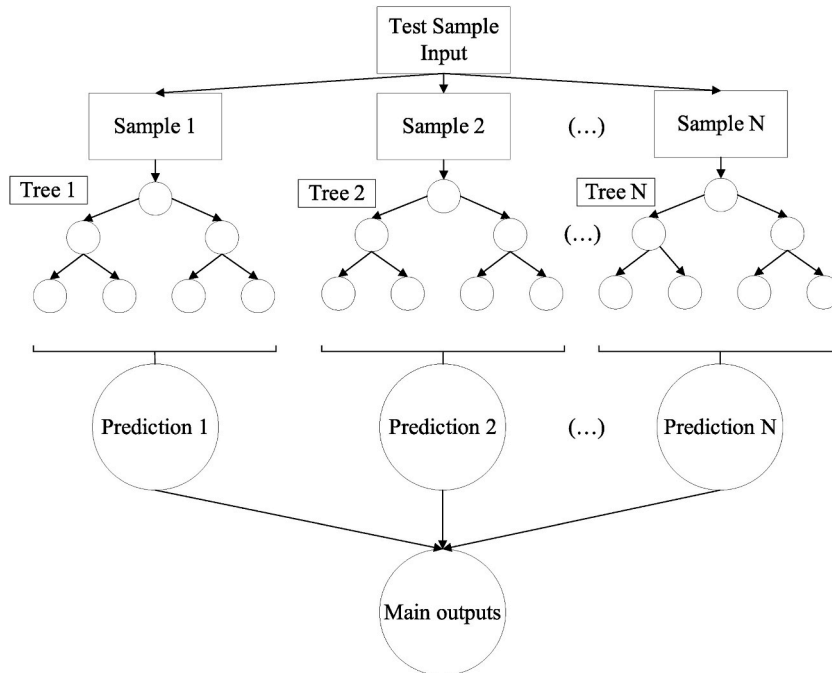 Test Sample
Input
Sample 1
Sample 2
(...)
Sample N
Tree 1
Tree 2
Tree N
(...)
Prediction 1
Prediction 2
(...)
Prediction N
Main outputs